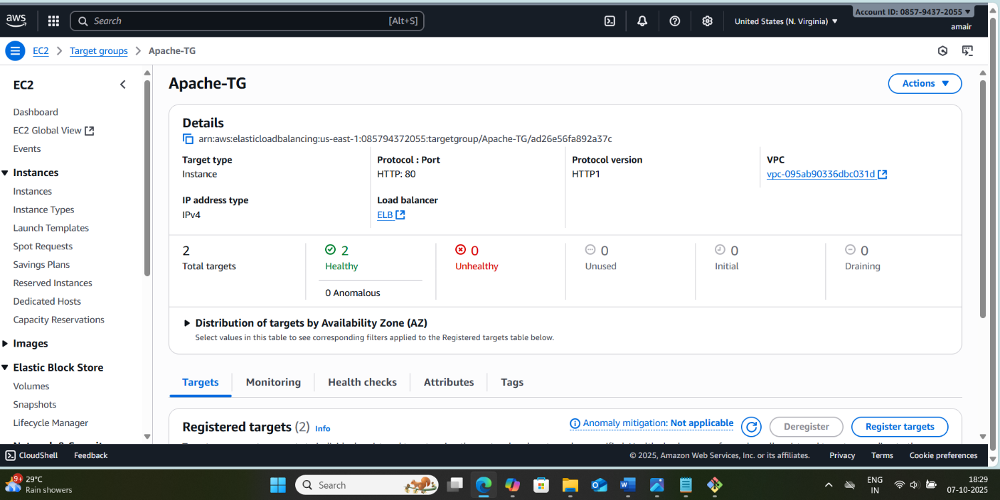 aws
Search [Alt+S]
United States (N. Virginia)
Account ID: 0857-9437-2055
amair
EC2 Target groups Apache-TG
EC2
Dashboard
EC2 Global View
Events
Instances
Instances
Instance Types
Launch Templates
Spot Requests
Savings Plans
Reserved Instances
Dedicated Hosts
Capacity Reservations
Images
Elastic Block Store
Volumes
Snapshots
Lifecycle Manager
Apache-TG
Actions
Details
arn:aws:elasticloadbalancing:us-east-1:085794372055:targetgroup/Apache-TG/ad26e56fa892a37c
Target type
Instance
Protocol : Port
HTTP: 80
Protocol version
HTTP1
VPC
vpc-095ab90336dbc031d
IP address type
IPv4
Load balancer
ELB
2
Total targets
2
Healthy
0 Anomalous
0
Unhealthy
0
Unused
0
Initial
0
Draining
Distribution of targets by Availability Zone (AZ)
Select values in this table to see corresponding filters applied to the Registered targets table below.
Targets Monitoring Health checks Attributes Tags
Registered targets (2) Info
Anomaly mitigation: Not applicable
Deregister
Register targets
CloudShell Feedback
© 2025, Amazon Web Services, Inc. or its affiliates. Privacy Terms Cookie preferences
9+
29°C
Rain showers
Search
ENG
IN
18:29
07-10-2025